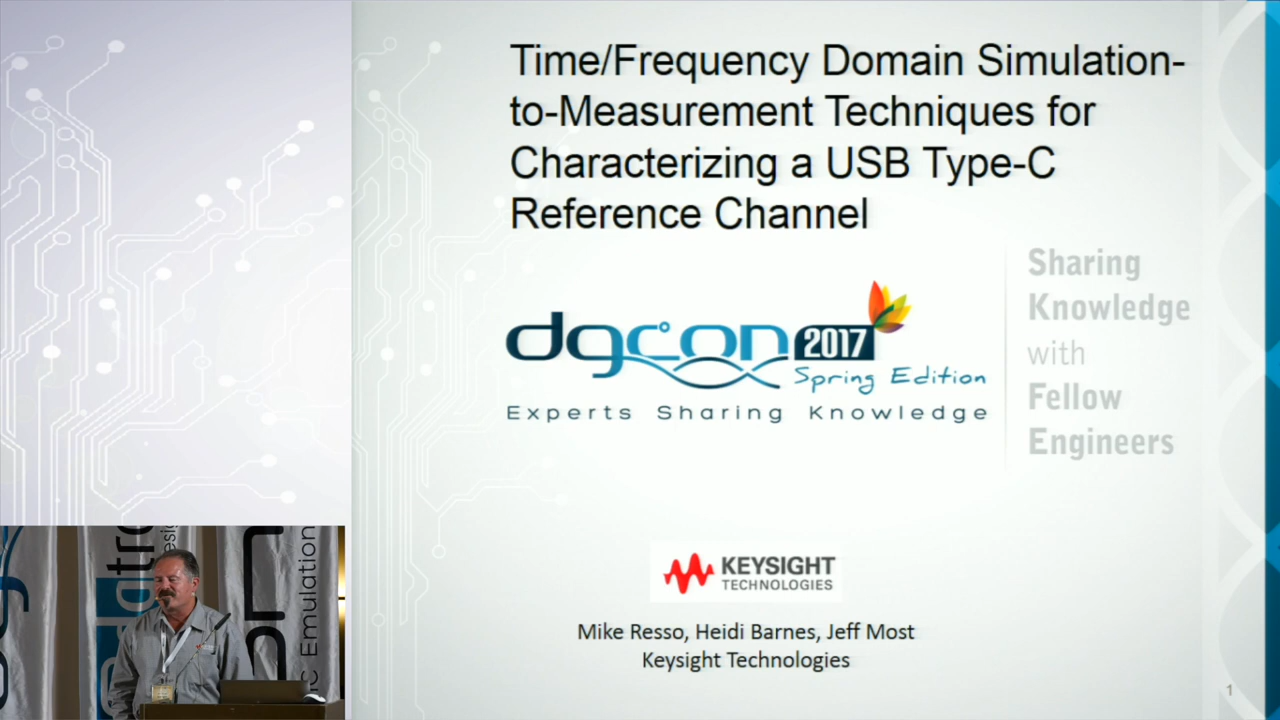 Time/Frequency Domain Simulation-
to-Measurement Techniques for
Characterizing a USB Type-C
Reference Channel
dgcon 2017
Spring Edition
Experts Sharing Knowledge
Sharing
Knowledge
with
Fellow
Engineers
KEYSIGHT
TECHNOLOGIES
Mike Resso, Heidi Barnes, Jeff Most
Keysight Technologies
1
Emulation